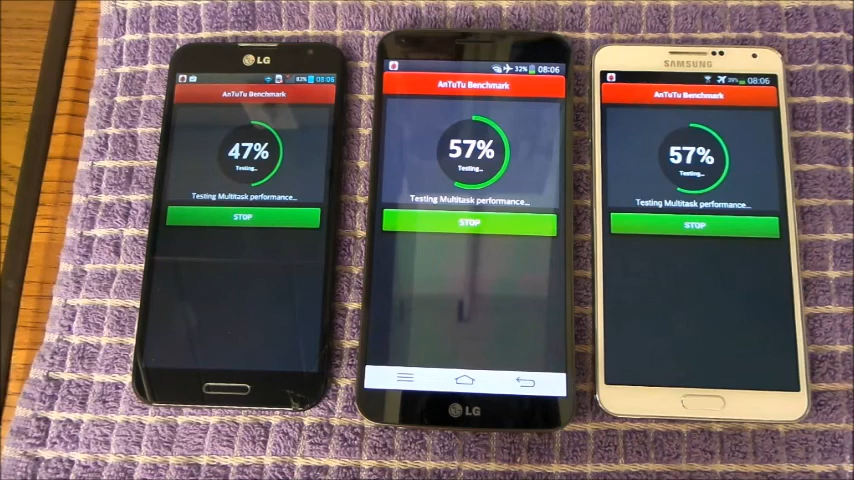 LG
83% 08:06
AnTuTu Benchmark
47%
Testing...
Testing Multitask performance...
STOP
32% 08:06
AnTuTu Benchmark
57%
Testing...
Testing Multitask performance...
STOP
LG
SAMSUNG
08:06
AnTuTu Benchmark
57%
Testing...
Testing Multitask performance...
STOP